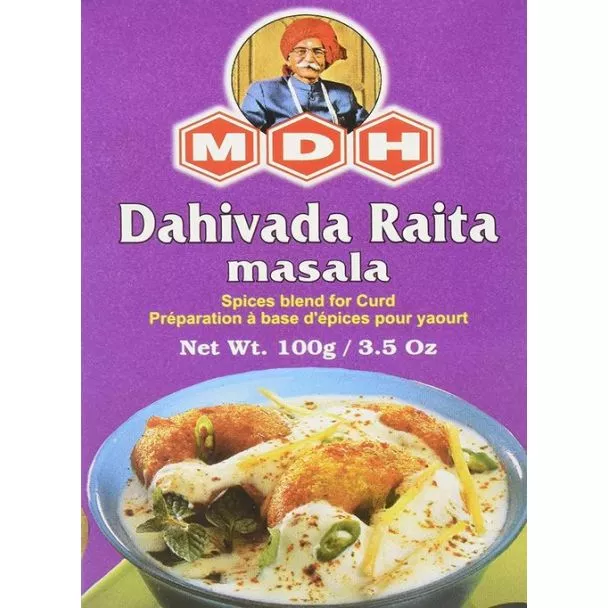 MDH
Dahivada Raita
masala
Spices blend for Curd
Préparation à base d'épices pour yaourt
Net Wt. 100g / 3.5 Oz